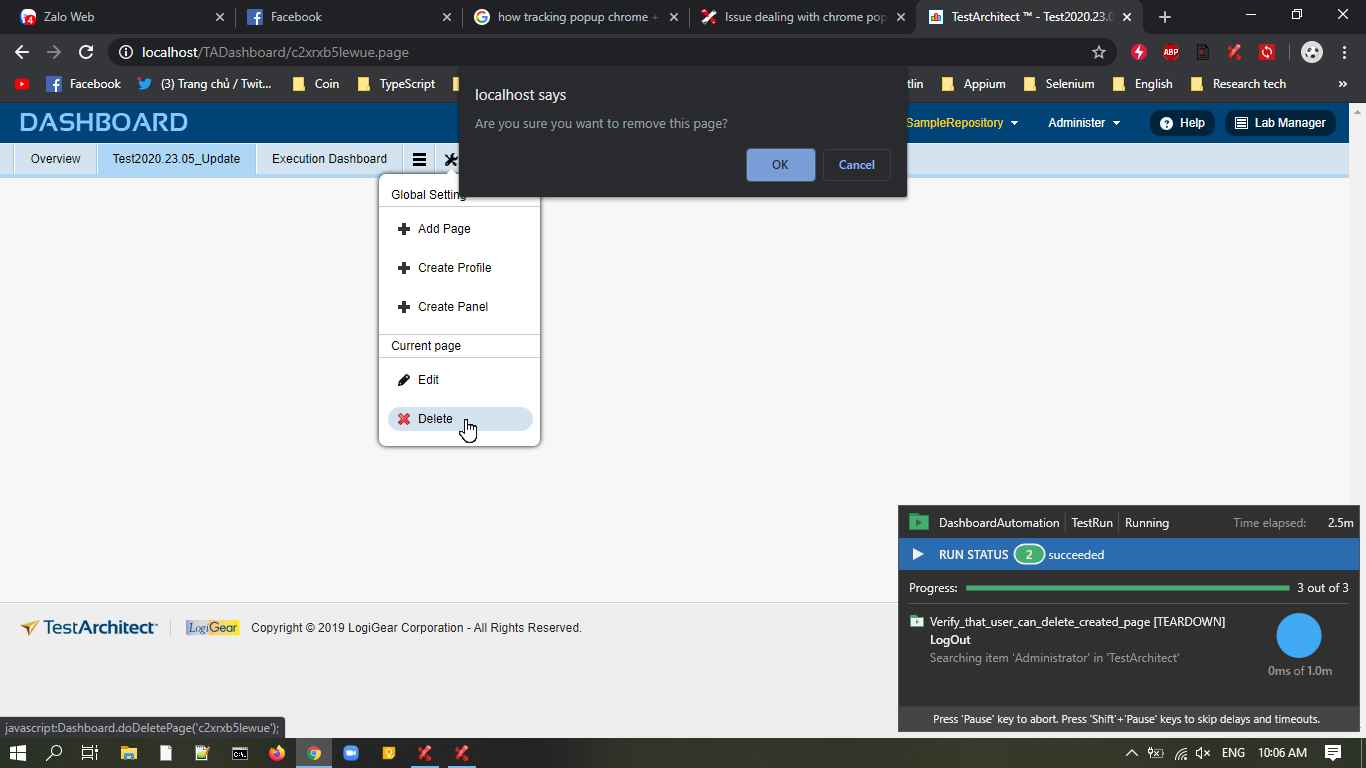 Zalo Web
Facebook
how tracking popup chrome
Issue dealing with chrome pop
TestArchitect ™ - Test2020.23.0
localhost/TADashboard/c2xrxb5lewue.page
ABP
Facebook
(3) Trang chủ / Twit...
Coin
TypeScript
tlin
Appium
Selenium
English
Research tech
»
localhost says
Are you sure you want to remove this page?
OK
Cancel
DASHBOARD
SampleRepository
Administer
Help
Lab Manager
Overview
Test2020.23.05_Update
Execution Dashboard
Global Setting
Add Page
Create Profile
Create Panel
Current page
Edit
Delete
DashboardAutomation
TestRun
Running
Time elapsed:
2.5m
RUN STATUS
2
succeeded
Progress:
3 out of 3
Verify_that_user_can_delete_created_page [TEARDOWN]
LogOut
Searching item 'Administrator' in 'TestArchitect'
0ms of 1.0m
Press 'Pause' key to abort. Press 'Shift'+'Pause' keys to skip delays and timeouts.
TestArchitect
LogiGear
Copyright © 2019 LogiGear Corporation - All Rights Reserved.
javascript:Dashboard.doDeletePage('c2xrxb5lewue');
ENG
10:06 AM